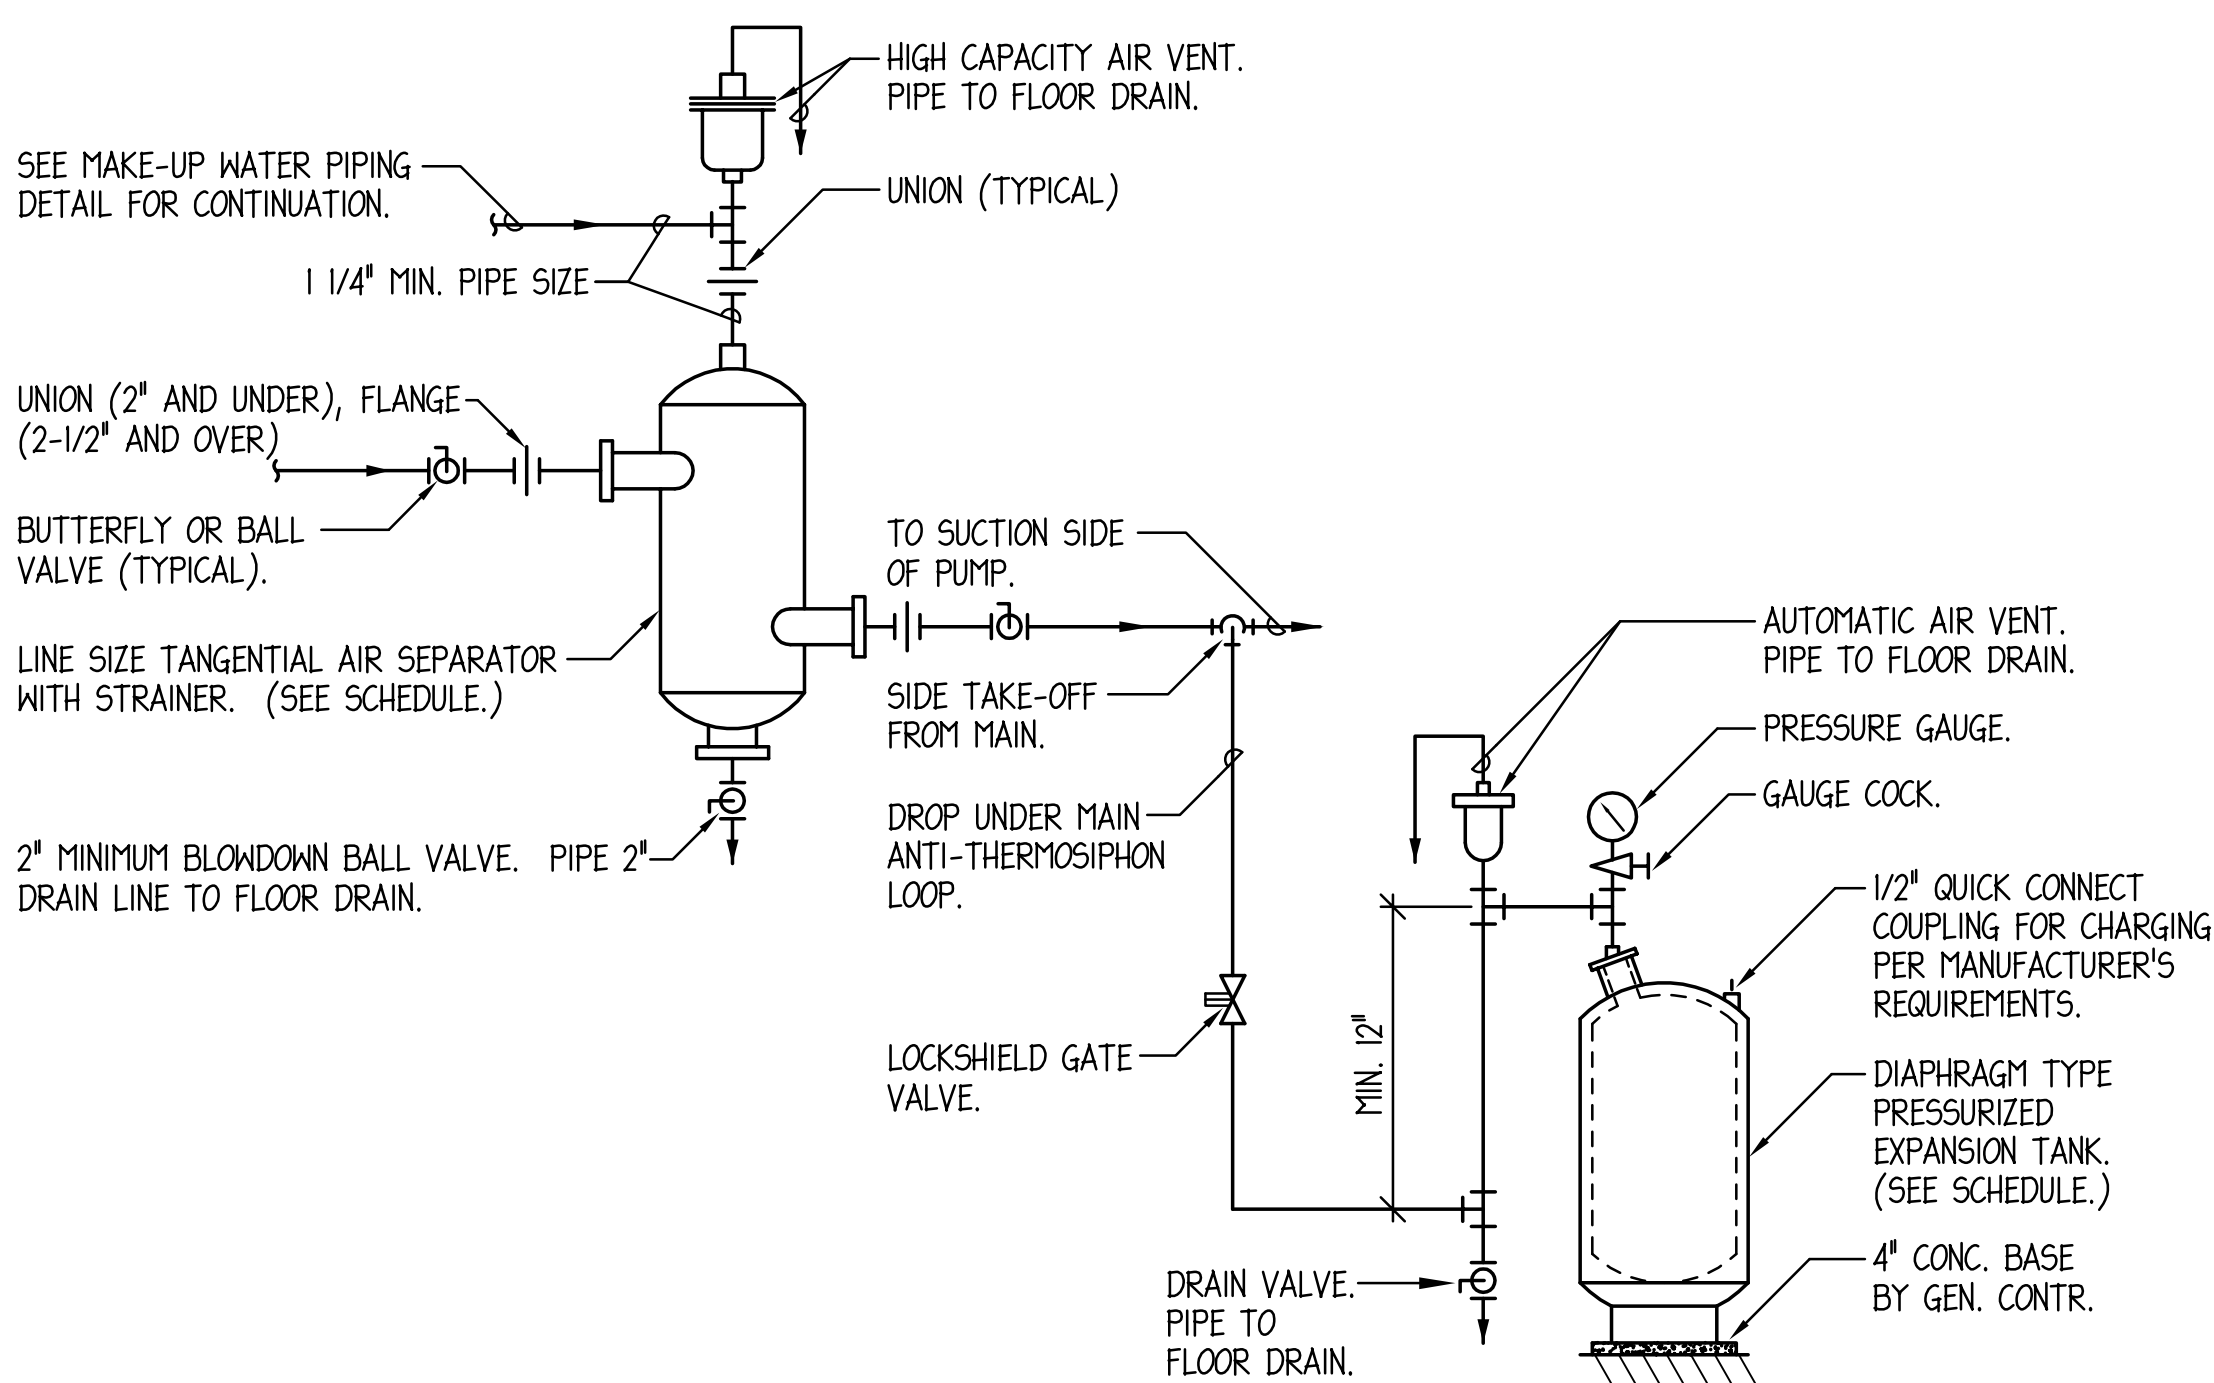 HIGH CAPACITY AIR VENT.
PIPE TO FLOOR DRAIN.
SEE MAKE-UP WATER PIPING
DETAIL FOR CONTINUATION.
UNION (TYPICAL)
1 1/4" MIN. PIPE SIZE
UNION (2" AND UNDER), FLANGE
(2-1/2" AND OVER)
BUTTERFLY OR BALL
VALVE (TYPICAL).
TO SUCTION SIDE
OF PUMP.
LINE SIZE TANGENTIAL AIR SEPARATOR
WITH STRAINER. (SEE SCHEDULE.)
SIDE TAKE-OFF
FROM MAIN.
AUTOMATIC AIR VENT.
PIPE TO FLOOR DRAIN.
PRESSURE GAUGE.
GAUGE COCK.
2" MINIMUM BLOWDOWN BALL VALVE. PIPE 2"
DRAIN LINE TO FLOOR DRAIN.
DROP UNDER MAIN
ANTI-THERMOSIPHON
LOOP.
1/2" QUICK CONNECT
COUPLING FOR CHARGING
PER MANUFACTURER'S
REQUIREMENTS.
LOCKSHIELD GATE
VALVE.
MIN. 12"
DIAPHRAGM TYPE
PRESSURIZED
EXPANSION TANK.
(SEE SCHEDULE.)
4" CONC. BASE
BY GEN. CONTR.
DRAIN VALVE.
PIPE TO
FLOOR DRAIN.